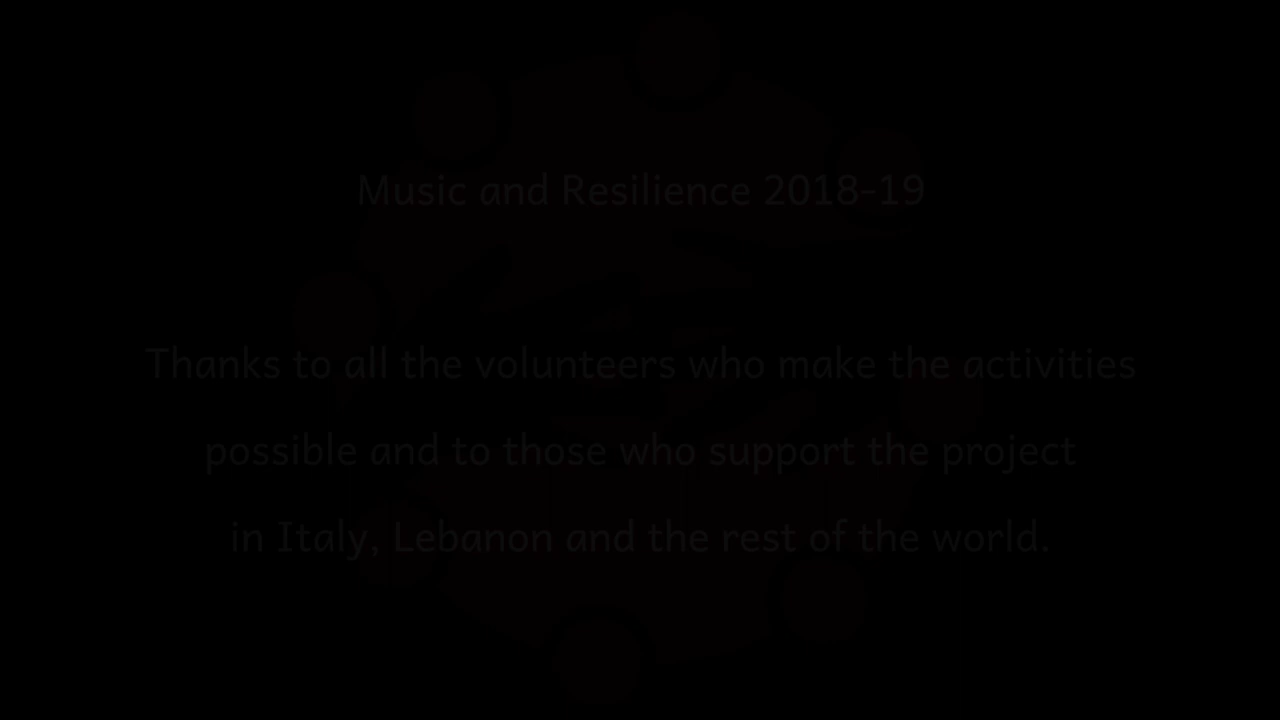 Music and Resilience 2018-19
Thanks to all the volunteers who make the activities
possible and to those who support the project
in Italy, Lebanon and the rest of the world.